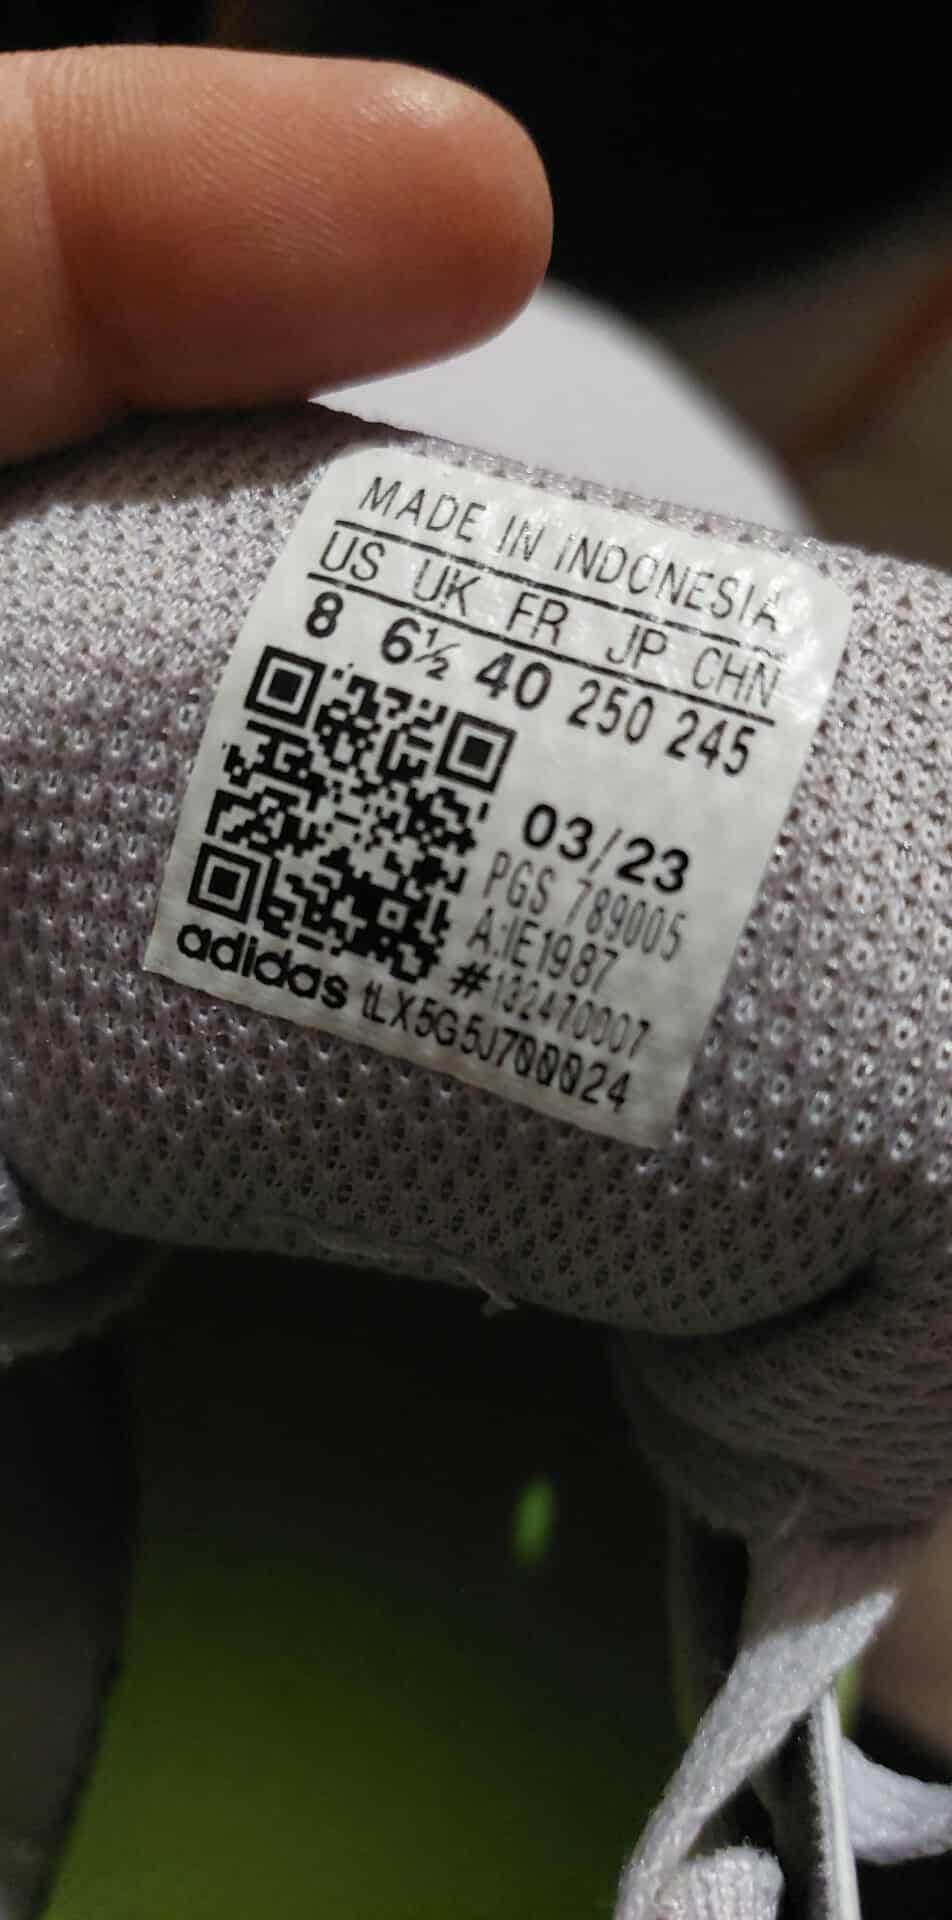 MADE IN INDONESIA
US UK FR JP CHN
8 6½ 40 250 245
03/23
PGS 789005
A:IE1987
#132470007
adidas tLX5G5J700024